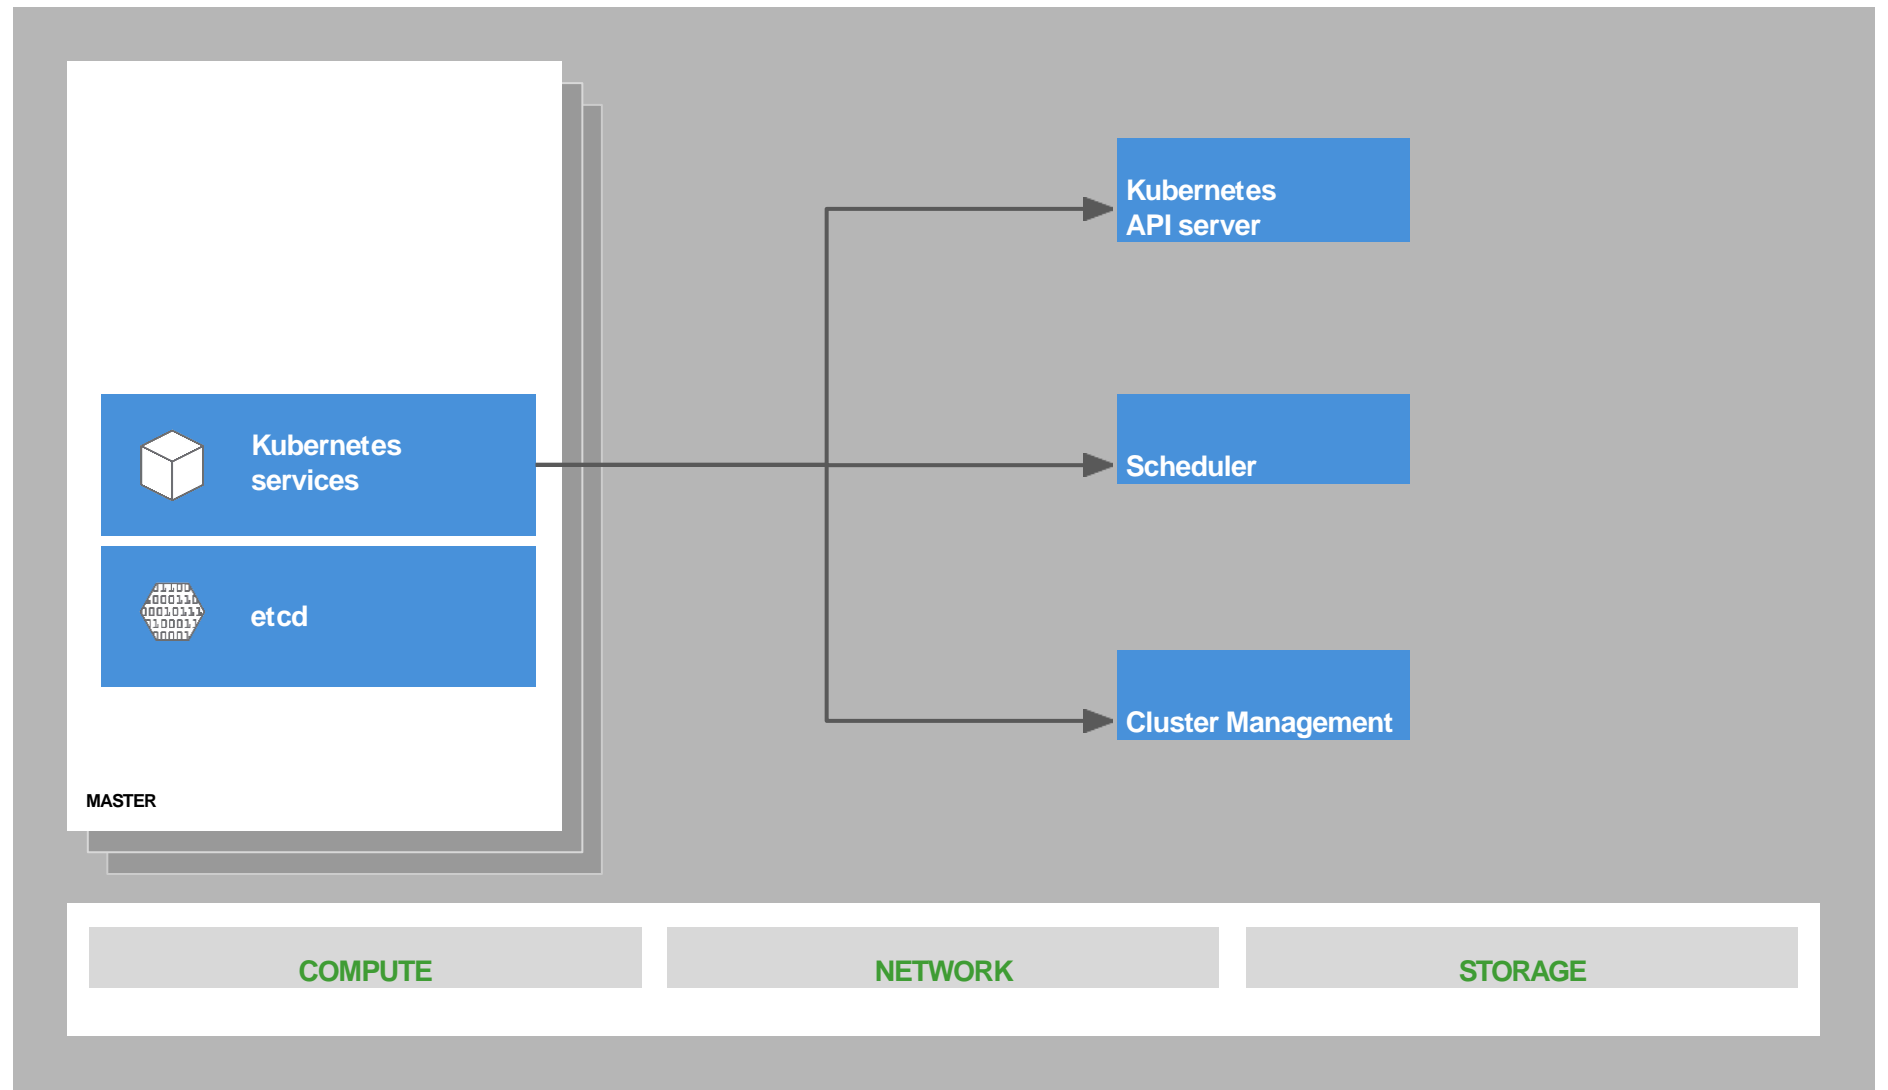 Kubernetes
API server
Kubernetes
services
Scheduler
etcd
Cluster Management
MASTER
COMPUTE
NETWORK
STORAGE